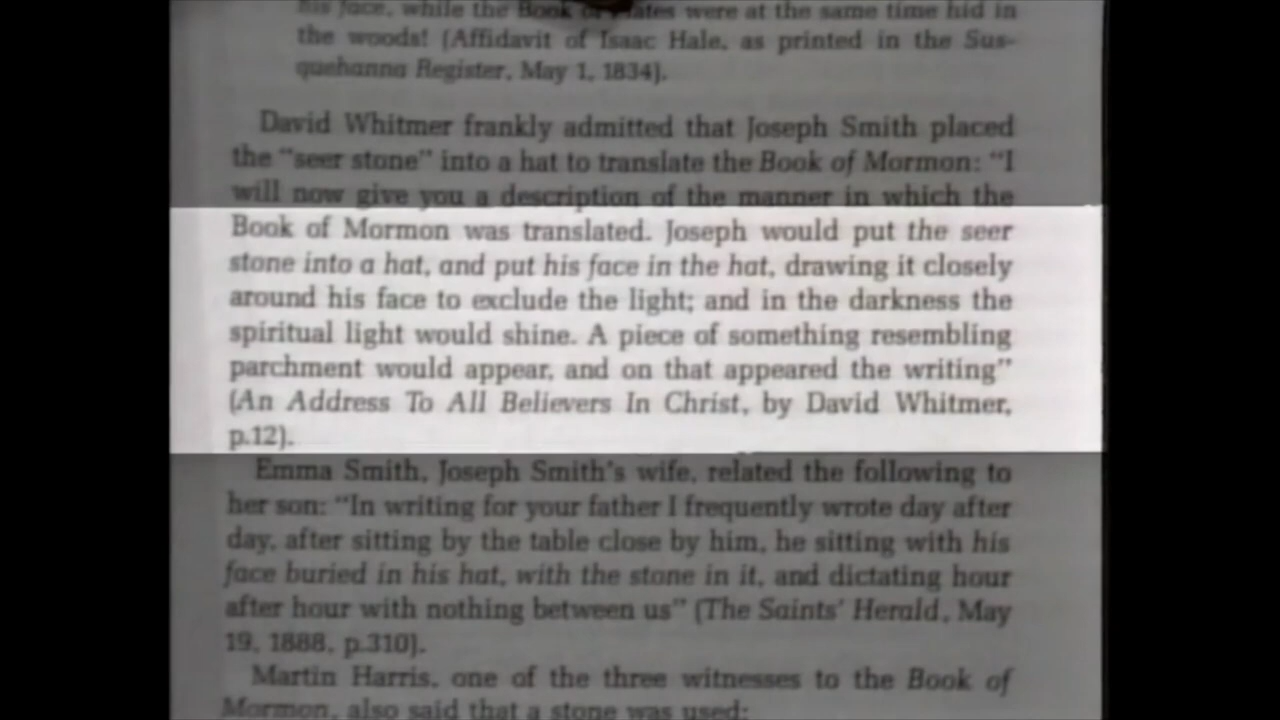 his face, while the Book of Plates were at the same time hid in
the woods! (Affidavit of Isaac Hale, as printed in the Sus-
quehanna Register, May 1, 1834).
David Whitmer frankly admitted that Joseph Smith placed
the “seer stone” into a hat to translate the Book of Mormon: “I
will now give you a description of the manner in which the
Book of Mormon was translated. Joseph would put the seer
stone into a hat, and put his face in the hat, drawing it closely
around his face to exclude the light; and in the darkness the
spiritual light would shine. A piece of something resembling
parchment would appear, and on that appeared the writing”
(An Address To All Believers In Christ, by David Whitmer,
p.12).
Emma Smith, Joseph Smith’s wife, related the following to
her son: “In writing for your father I frequently wrote day after
day, after sitting by the table close by him, he sitting with his
face buried in his hat, with the stone in it, and dictating hour
after hour with nothing between us” (The Saints’ Herald, May
19, 1888, p.310).
Martin Harris, one of the three witnesses to the Book of
Mormon, also said that a stone was used: